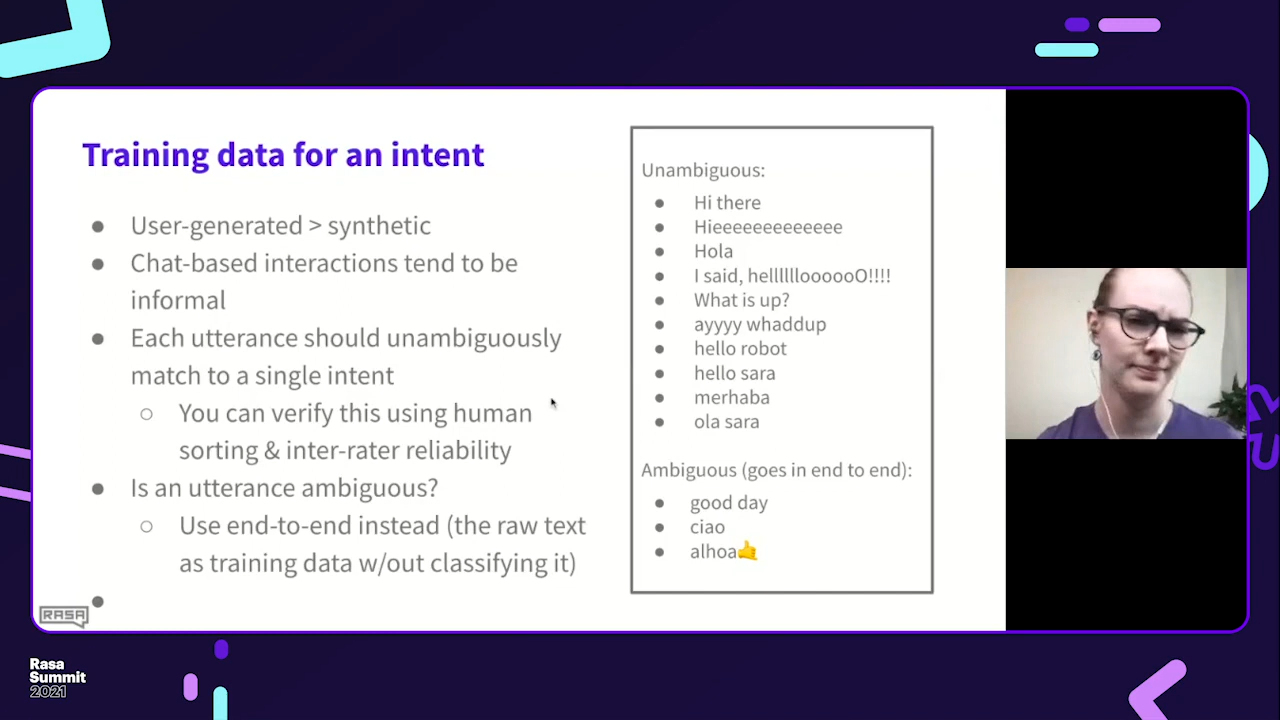 Training data for an intent
● User-generated > synthetic
● Chat-based interactions tend to be
informal
● Each utterance should unambiguously
match to a single intent
○ You can verify this using human
sorting & inter-rater reliability
● Is an utterance ambiguous?
○ Use end-to-end instead (the raw text
as training data w/out classifying it)
●
RASA
Unambiguous:
● Hi there
● Hieeeeeeeeeeeee
● Hola
● I said, helllllloooooO!!!!
● What is up?
● ayyyy whaddup
● hello robot
● hello sara
● merhaba
● ola sara
Ambiguous (goes in end to end):
● good day
● ciao
● alhoa🤙
Rasa
Summit
2021